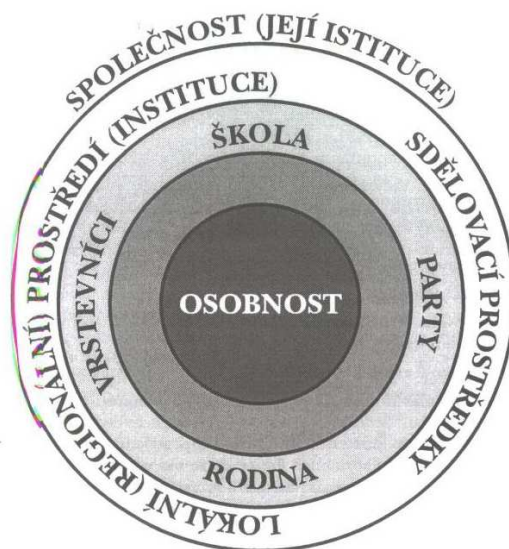 SPOLEČNOST (JEJÍ ISTITUCE)
LOKÁLNÍ (REGIONÁLNÍ) PROSTŘEDÍ (INSTITUCE)
SDĚLOVACÍ PROSTŘEDKY
ŠKOLA
VRSTEVNÍCI
PARTY
OSOBNOST
RODINA